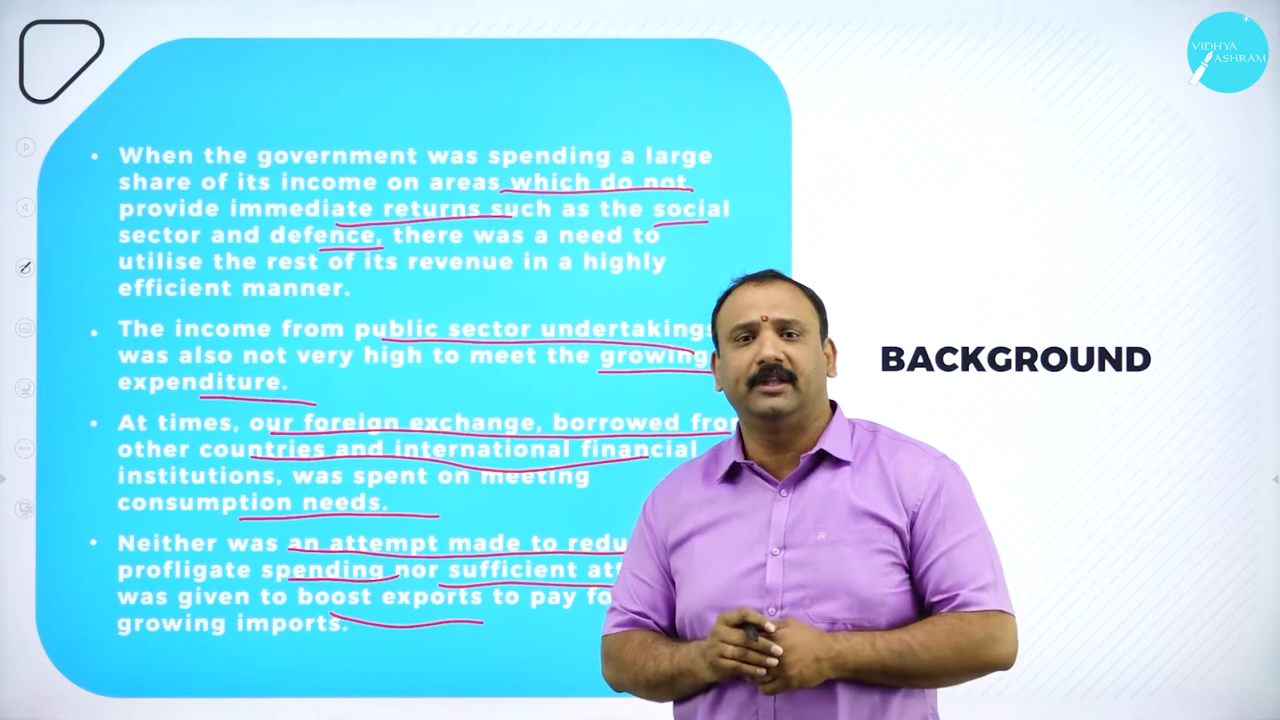 VIDHYA
ASHRAM
• When the government was spending a large
share of its income on areas which do not
provide immediate returns such as the social
sector and defence, there was a need to
utilise the rest of its revenue in a highly
efficient manner.
• The income from public sector undertakings
was also not very high to meet the growing
expenditure.
• At times, our foreign exchange, borrowed from
other countries and international financial
institutions, was spent on meeting
consumption needs.
• Neither was an attempt made to
profligate spending nor sufficient
was given to boost exports to pay
growing imports.
BACKGROUND